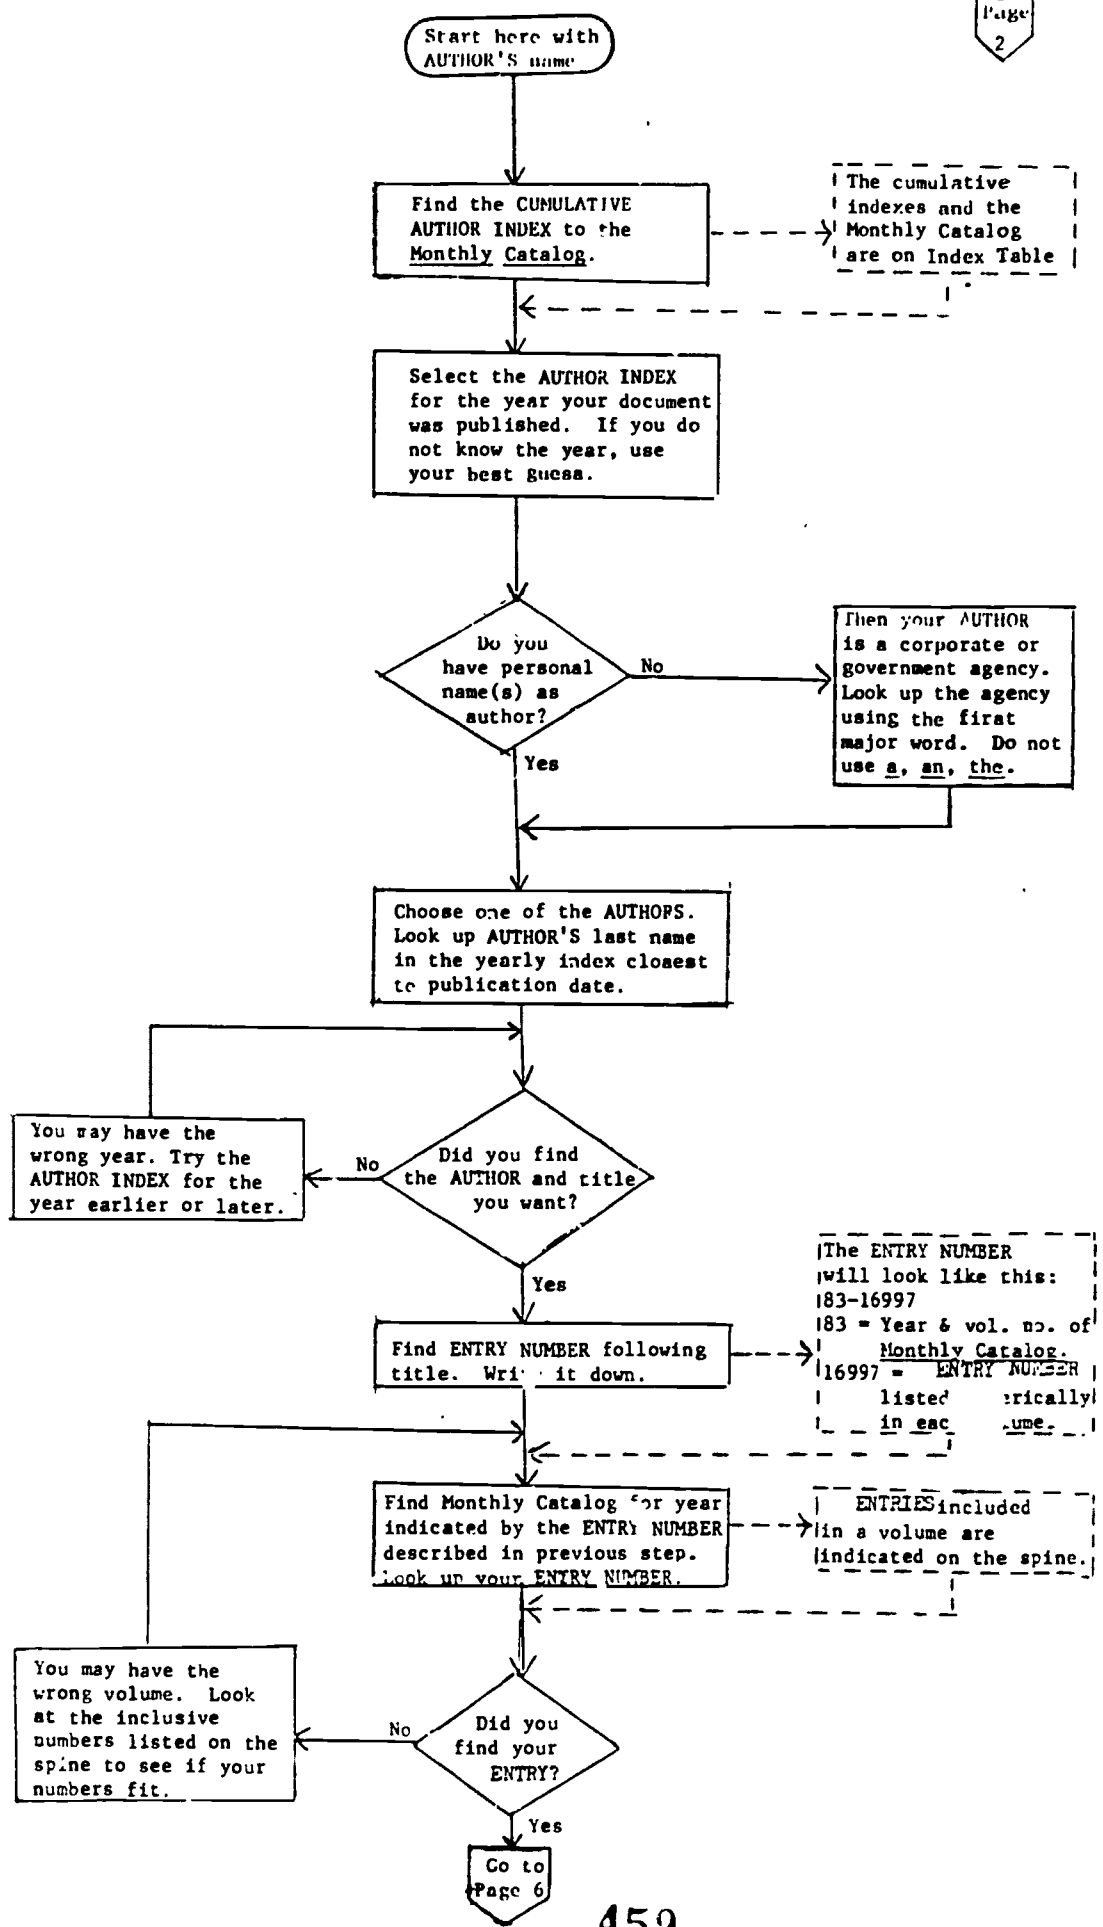 Page
2
Start here with
AUTHOR'S name
Find the CUMULATIVE
AUTHOR INDEX to the
Monthly Catalog.
The cumulative
indexes and the
Monthly Catalog
are on Index Table
Select the AUTHOR INDEX
for the year your document
was published. If you do
not know the year, use
your best guess.
Do you
have personal
name(s) as
author?
No
Yes
Then your AUTHOR
is a corporate or
government agency.
Look up the agency
using the first
major word. Do not
use a, an, the.
Choose one of the AUTHORS.
Look up AUTHOR'S last name
in the yearly index closest
to publication date.
You may have the
wrong year. Try the
AUTHOR INDEX for the
year earlier or later.
No
Did you find
the AUTHOR and title
you want?
Yes
Find ENTRY NUMBER following
title. it down.
The ENTRY NUMBER
will look like this:
83-16997
83 = Year & vol. no. of
Monthly Catalog.
16997 = ENTRY NUMBER
listed
in
Find Monthly Catalog for year
indicated by the ENTRY NUMBER
described in previous step.
Look up your ENTRY NUMBER.
ENTRIES included
in a volume are
indicated on the spine.
You may have the
wrong volume. Look
at the inclusive
numbers listed on the
spine to see if your
numbers fit.
No
Did you
find your
ENTRY?
Yes
Go to
Page 6